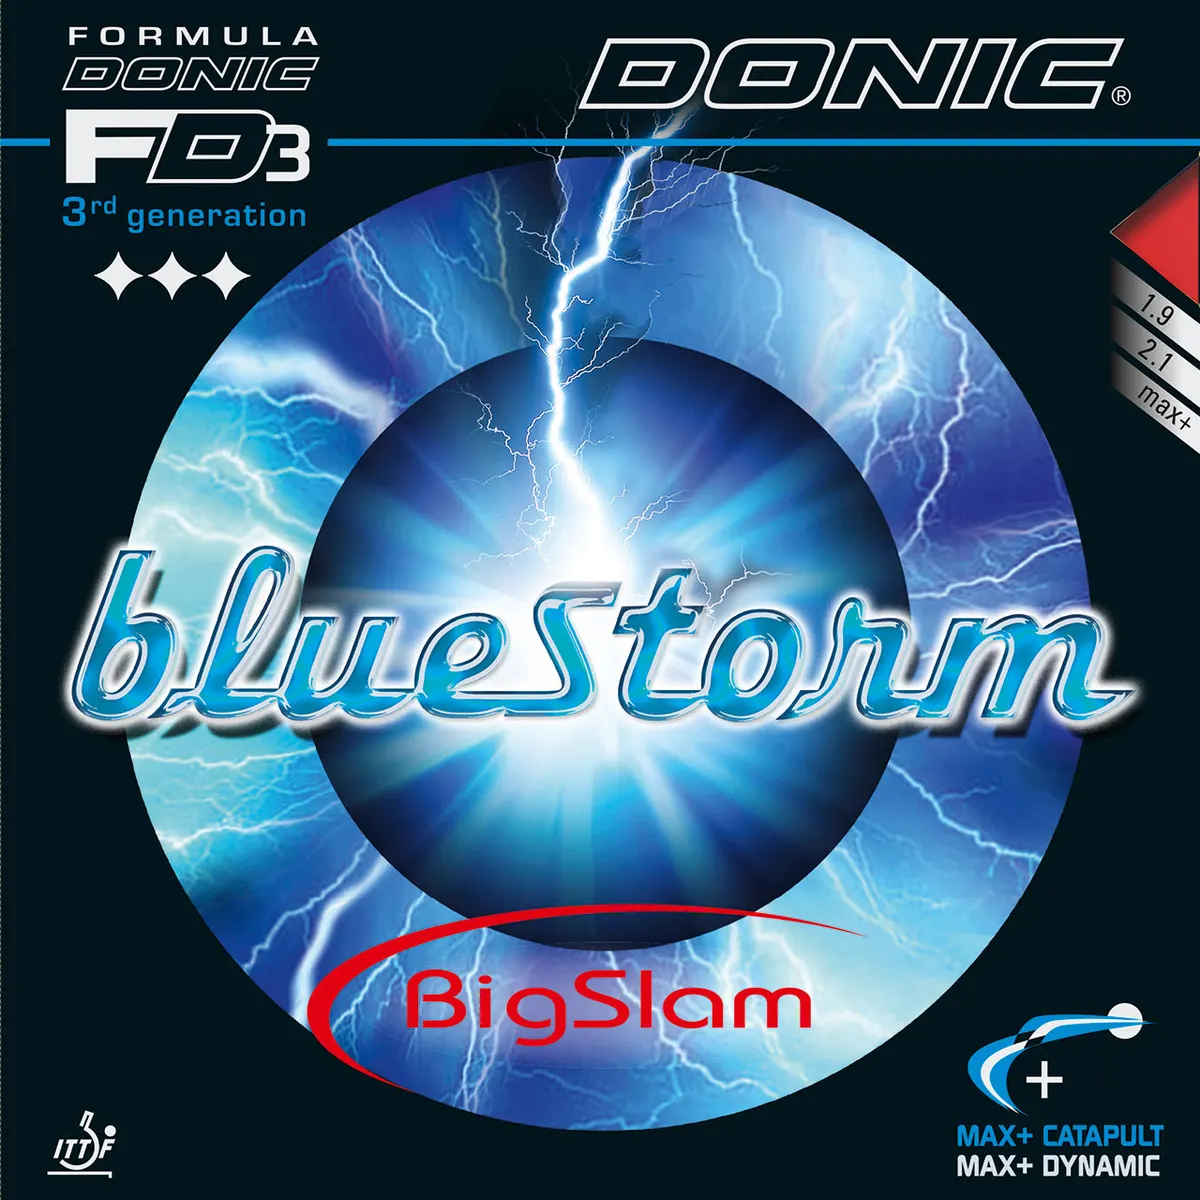 FORMULA
DONIC
FD3
3rd generation
DONIC®
1.9
2.1
max+
bluestorm
BigSlam
ITTF
MAX+ CATAPULT
MAX+ DYNAMIC